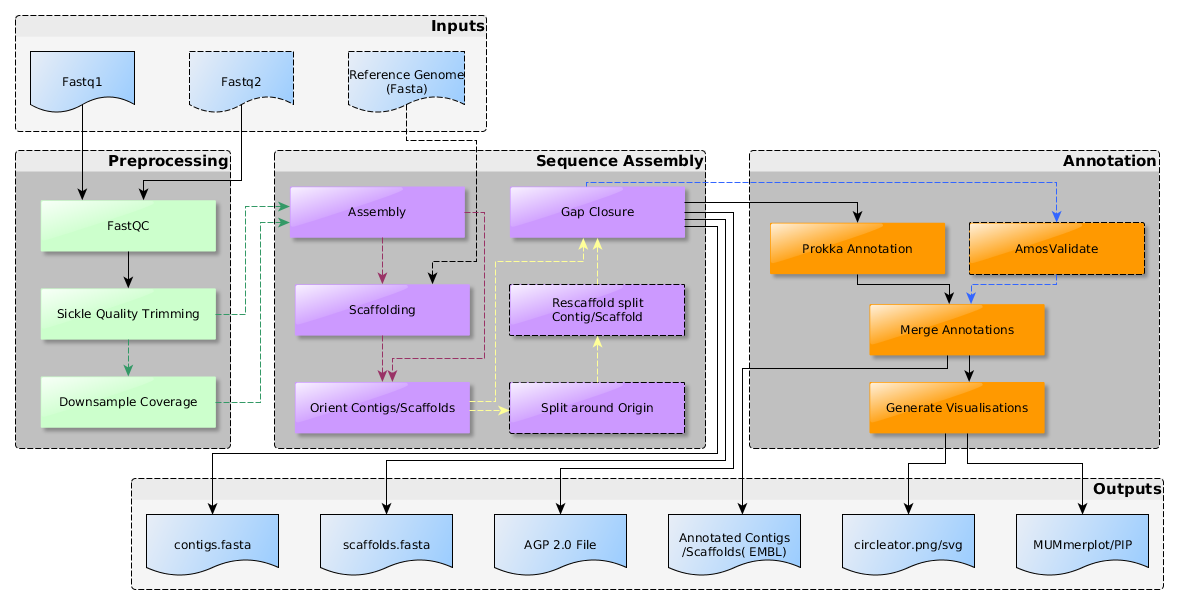 Inputs
Fastq1
Fastq2
Reference Genome
(Fasta)
Preprocessing
FastQC
Sickle Quality Trimming
Downsample Coverage
Sequence Assembly
Assembly
Scaffolding
Orient Contigs/Scaffolds
Gap Closure
Rescaffold split
Contig/Scaffold
Split around Origin
Annotation
Prokka Annotation
AmosValidate
Merge Annotations
Generate Visualisations
Outputs
contigs.fasta
scaffolds.fasta
AGP 2.0 File
Annotated Contigs
/Scaffolds( EMBL)
circleator.png/svg
MUMmerplot/PIP